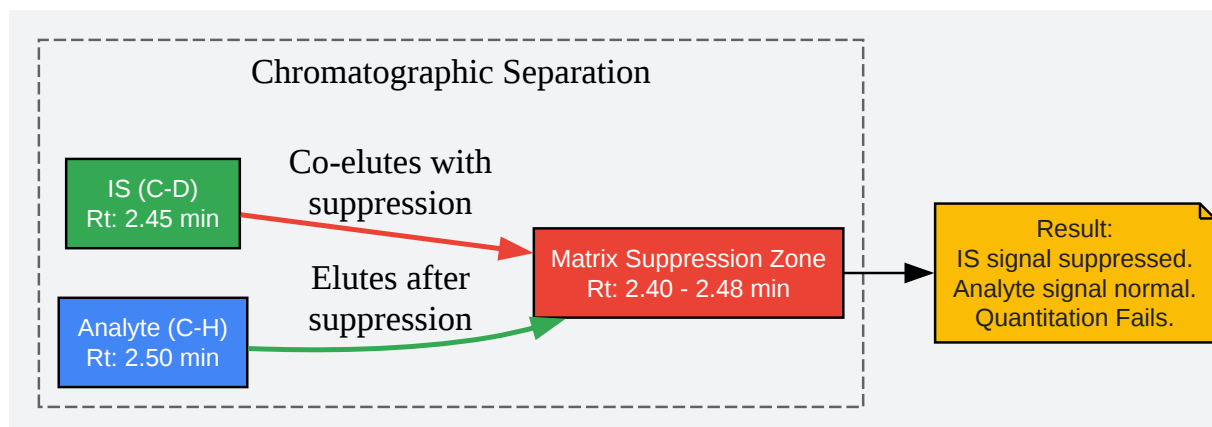 Chromatographic Separation
IS (C-D)
Rt: 2.45 min
Co-elutes with
suppression
Analyte (C-H)
Rt: 2.50 min
Elutes after
suppression
Matrix Suppression Zone
Rt: 2.40 - 2.48 min
Result:
IS signal suppressed.
Analyte signal normal.
Quantitation Fails.